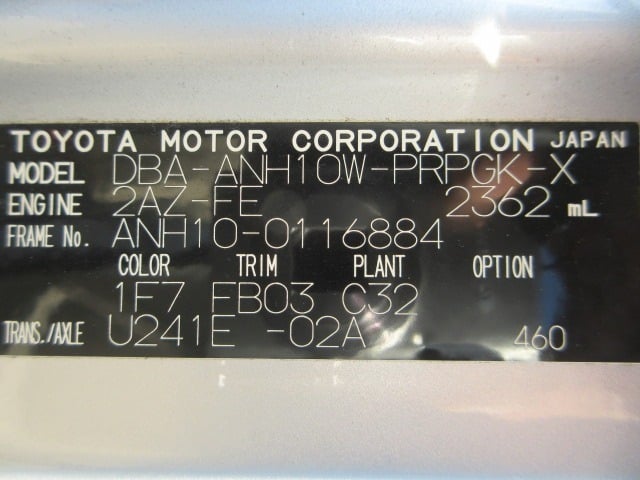 TOYOTA MOTOR CORPORATION JAPAN
MODEL DBA-ANH10W-PRPGK-X
ENGINE 2AZ-FE 2362 mL
FRAME No. ANH10-0116884
COLOR TRIM PLANT OPTION
1F7 FB03 C32
TRANS./AXLE U241E -02A 460